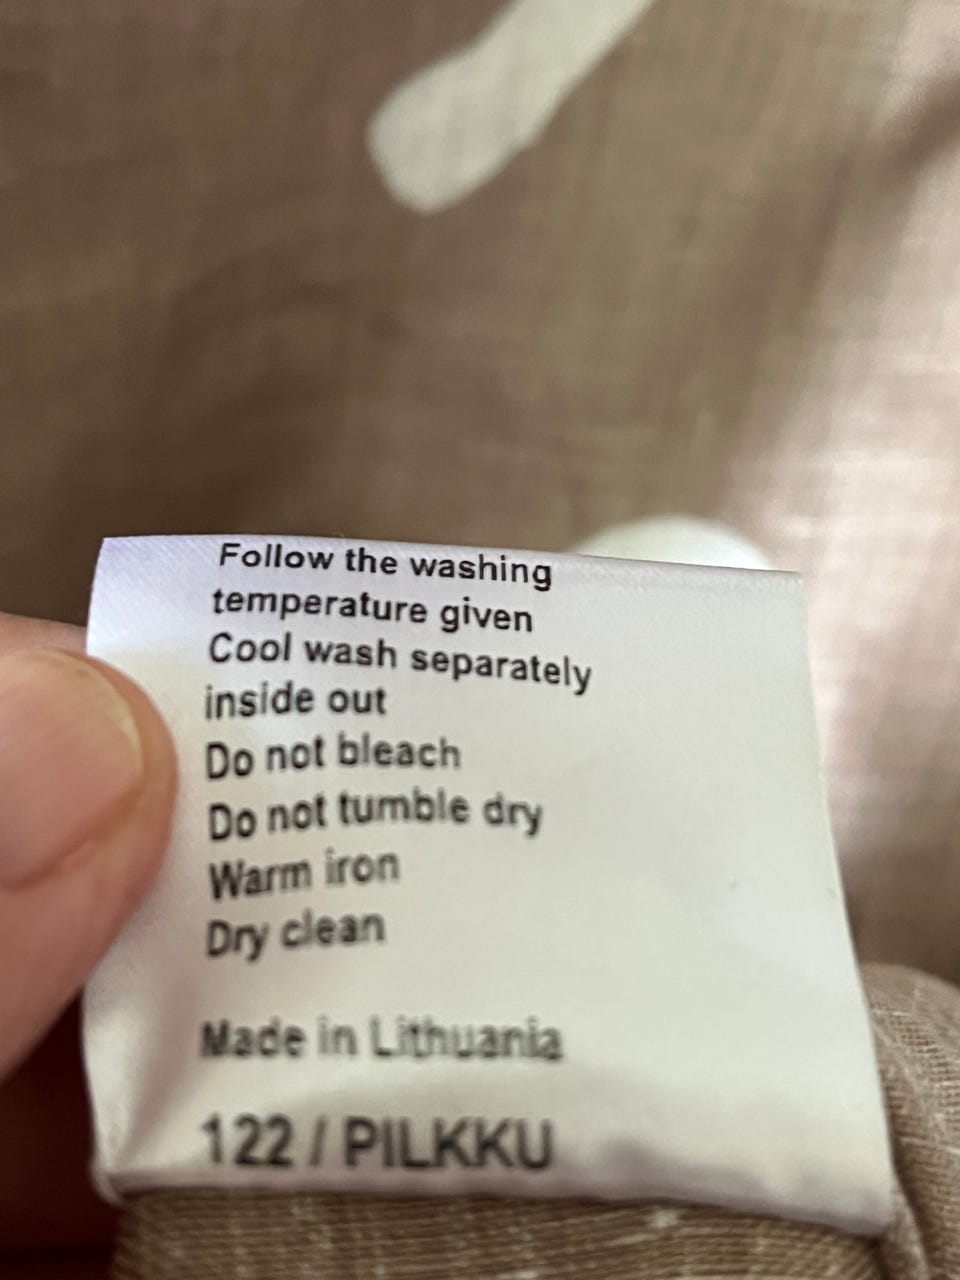 Follow the washing
temperature given
Cool wash separately
inside out
Do not bleach
Do not tumble dry
Warm iron
Dry clean
Made in Lithuania
122 / PILKKU